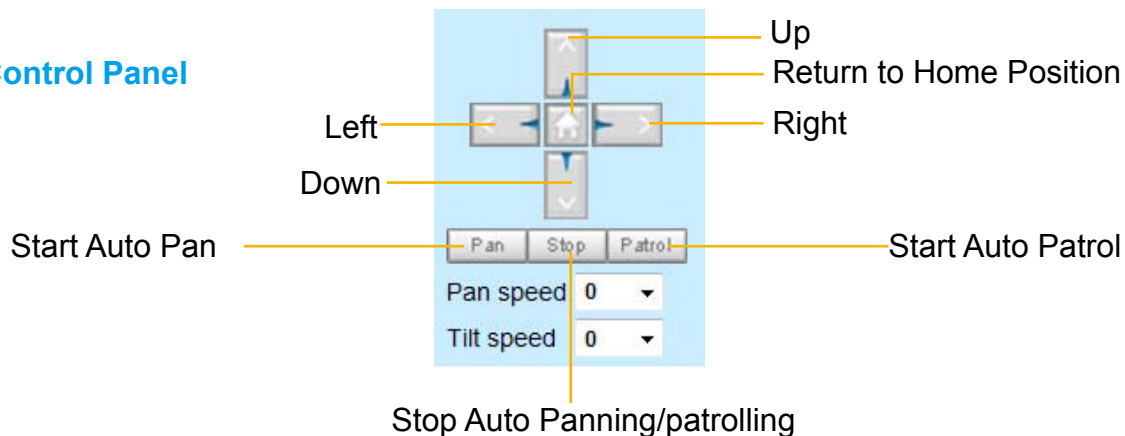 Up
Control Panel
Return to Home Position
Left
Right
Down
Start Auto Pan
Pan
Stop
Patrol
Start Auto Patrol
Pan speed 0
Tilt speed 0
Stop Auto Panning/patrolling